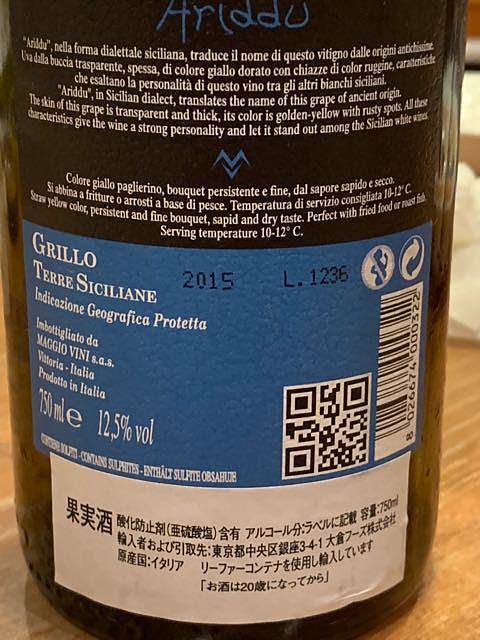 Ariddu
"Ariddu", nella forma dialettale siciliana, traduce il nome di questo vitigno dalle origini antichissime.
Uva dalla buccia trasparente, spessa, di colore giallo dorato con chiazze di color ruggine, caratteristiche
che esaltano la personalità di questo vino tra gli altri bianchi siciliani.
"Ariddu", in Sicilian dialect, translates the name of this grape of ancient origin.
The skin of this grape is transparent and thick, its color is golden-yellow with rusty spots. All these
characteristics give the wine a strong personality and let it stand out among the Sicilian white wines.
Colore giallo paglierino, bouquet persistente e fine, dal sapore sapido e secco.
Si abbina a fritture o arrosti a base di pesce. Temperatura di servizio consigliata 10-12° C.
Straw yellow color, persistent and fine bouquet, sapid and dry taste. Perfect with fried food or roast fish.
Serving temperature 10-12° C.
GRILLO
TERRE SICILIANE
2015 L.1236
Indicazione Geografica Protetta
Imbottigliato da
MAGGIO VINI s.a.s.
Vittoria - Italia
Prodotto in Italia
750 ml e 12,5% vol
CONTIENE SOLFITI - CONTAINS SULPHITES - ENTHÄLT SULFITE OBSAHUJE
8 026674 000322
果実酒 酸化防止剤(亜硫酸塩)含有 アルコール分:ラベルに記載 容量:750ml
輸入者および引取先:東京都中央区銀座3-4-1 大倉フーズ株式会社
原産国:イタリア リーファーコンテナを使用し輸入しています
「お酒は20歳になってから」